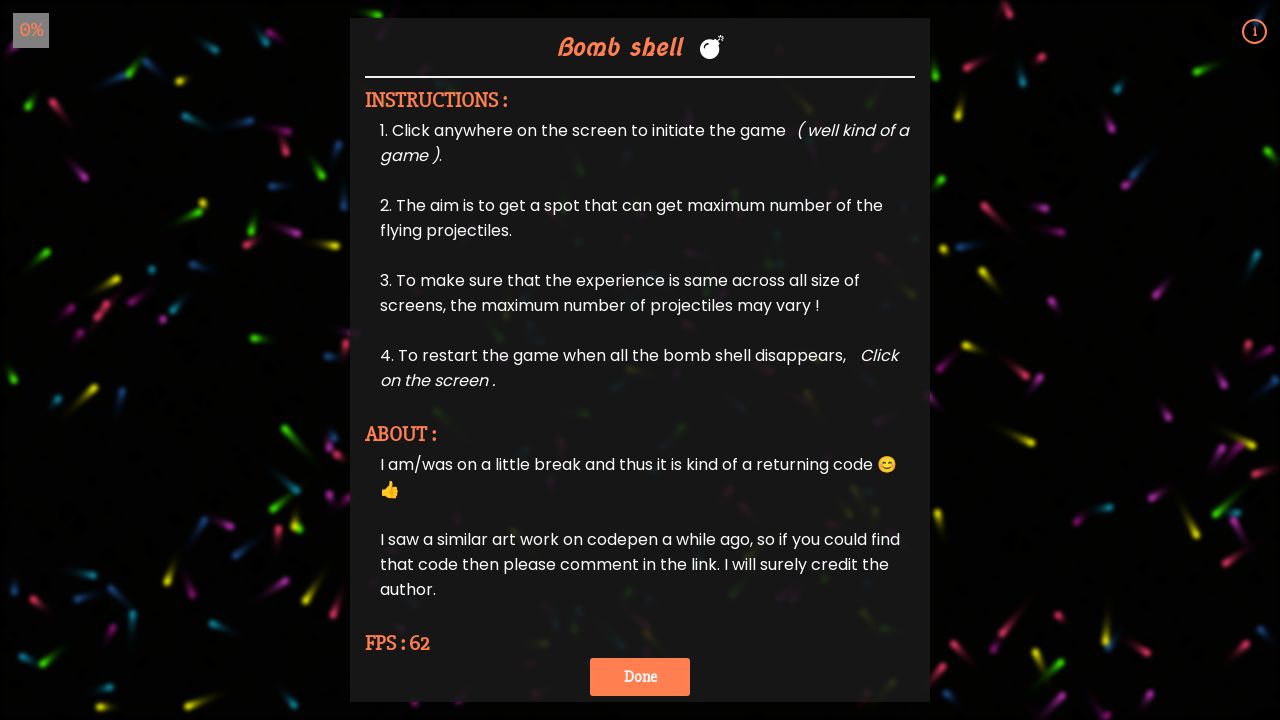 0%
i
Bomb shell 💣
INSTRUCTIONS :
1. Click anywhere on the screen to initiate the game ( well kind of a
game ).
2. The aim is to get a spot that can get maximum number of the
flying projectiles.
3. To make sure that the experience is same across all size of
screens, the maximum number of projectiles may vary !
4. To restart the game when all the bomb shell disappears, Click
on the screen .
ABOUT :
I am/was on a little break and thus it is kind of a returning code 😊
👍
I saw a similar art work on codepen a while ago, so if you could find
that code then please comment in the link. I will surely credit the
author.
FPS : 62
Done